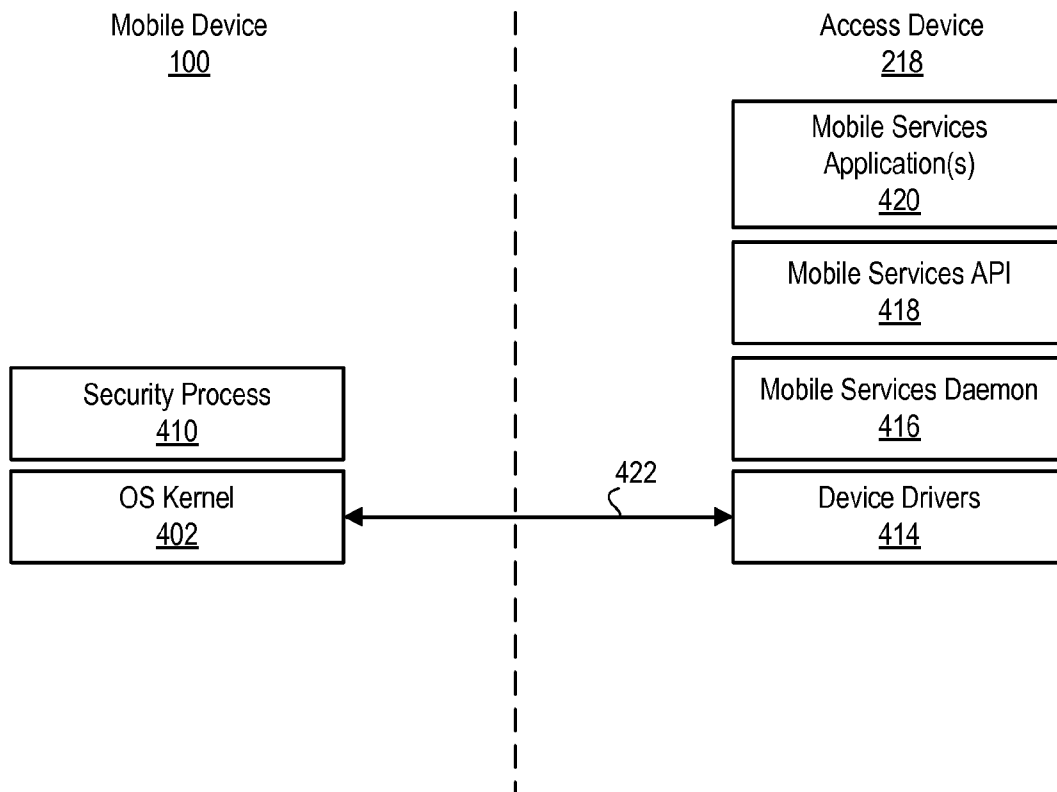 Mobile Device
100
Access Device
218
Mobile Services
Application(s)
420
Mobile Services API
418
Security Process
410
Mobile Services Daemon
416
OS Kernel
402
422
Device Drivers
414